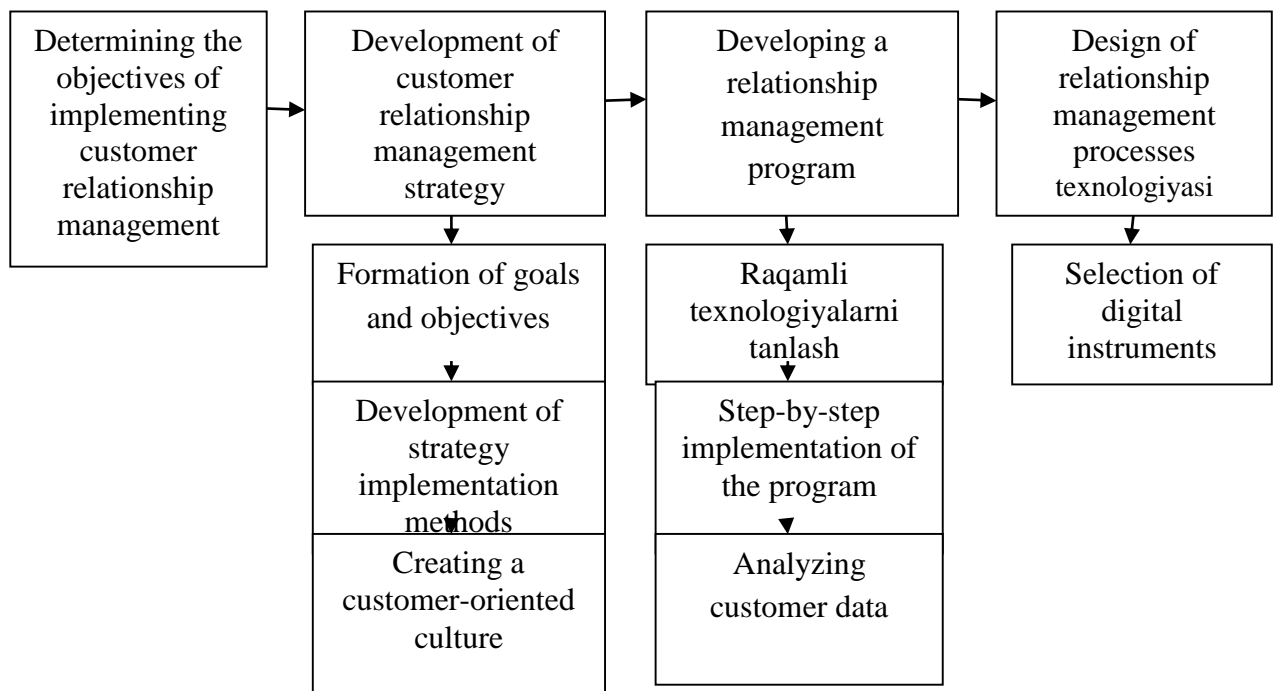 Determining the
objectives of
implementing
customer
relationship
management
Development of
customer
relationship
management
strategy
Developing a
relationship
management
program
Design of
relationship
management
processes
texnologiyasi
Formation of goals
and objectives
Raqamli
texnologiyalarni
tanlash
Selection of
digital
instruments
Development of
strategy
implementation
methods
Step-by-step
implementation of
the program
Creating a
customer-oriented
culture
Analyzing
customer data